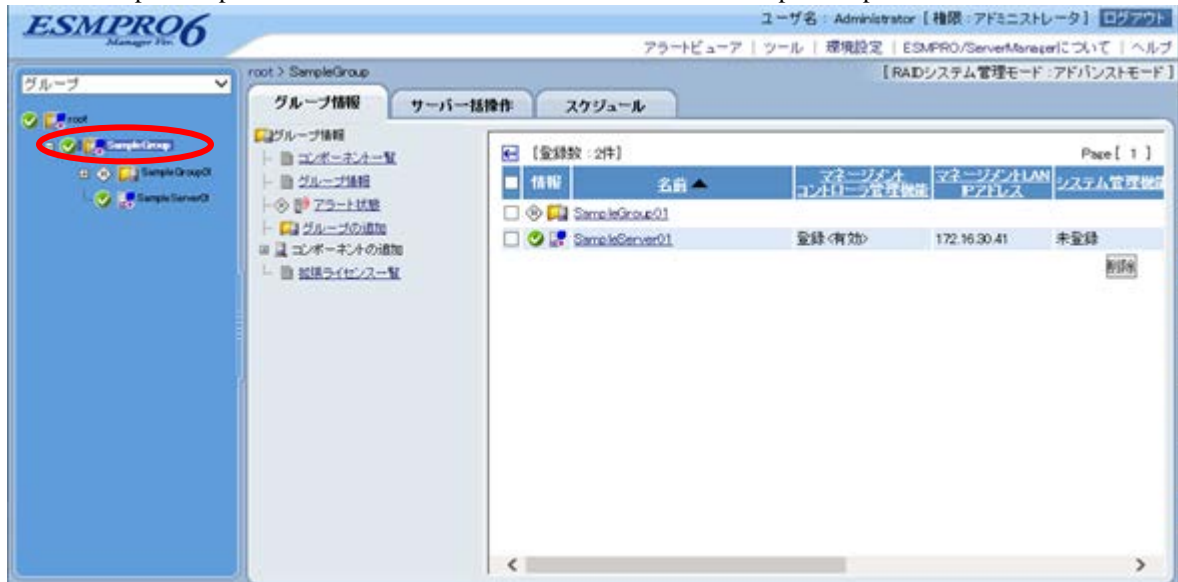 ESMPRO6
Manager Ver. 6
ユーザ名 : Administrator [ 権限 : アドミニストレータ ] ログアウト
アラートビューア | ツール | 環境設定 | ESMPRO/ServerManagerについて | ヘルプ
グループ
root
SampleGroup
SampleGroup01
SampleServer01
root > SampleGroup
[ RAIDシステム管理モード : アドバンストモード ]
グループ情報 サーバ一括操作 スケジュール
グループ情報
コンポーネント一覧
グループ情報
アラート状態
グループの追加
コンポーネントの追加
拡張ライセンス一覧
[登録数 : 2件] Page [ 1 ]
情報 名前▲ マネージメントコントローラ管理機能 マネージメントLAN IPアドレス システム管理機能
SampleGroup01
SampleServer01 登録<有効> 172.16.30.41 未登録
削除